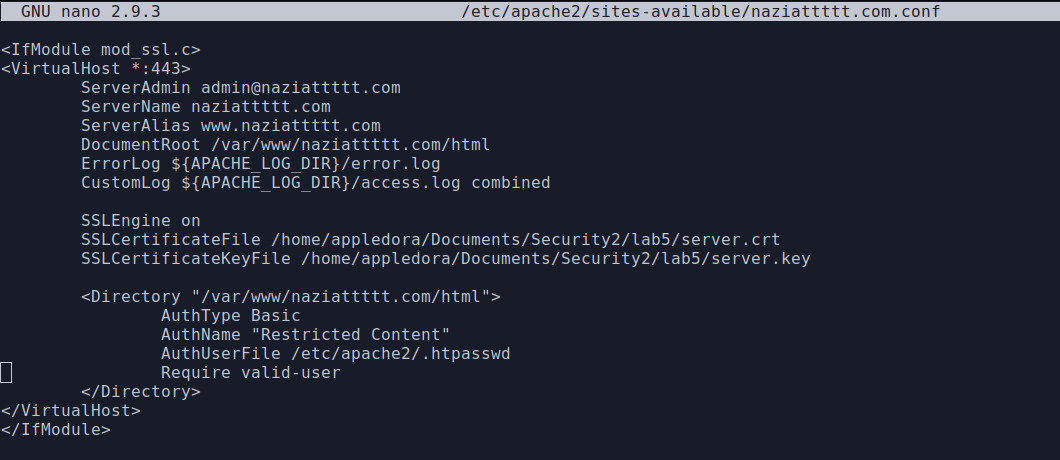 GNU nano 2.9.3 /etc/apache2/sites-available/naziattttt.com.conf
<IfModule mod_ssl.c>
<VirtualHost *:443>
ServerAdmin admin@naziattttt.com
ServerName naziattttt.com
ServerAlias www.naziattttt.com
DocumentRoot /var/www/naziattttt.com/html
ErrorLog ${APACHE_LOG_DIR}/error.log
CustomLog ${APACHE_LOG_DIR}/access.log combined
SSLEngine on
SSLCertificateFile /home/appledora/Documents/Security2/lab5/server.crt
SSLCertificateKeyFile /home/appledora/Documents/Security2/lab5/server.key
<Directory "/var/www/naziattttt.com/html">
AuthType Basic
AuthName "Restricted Content"
AuthUserFile /etc/apache2/.htpasswd
Require valid-user
</Directory>
</VirtualHost>
</IfModule>